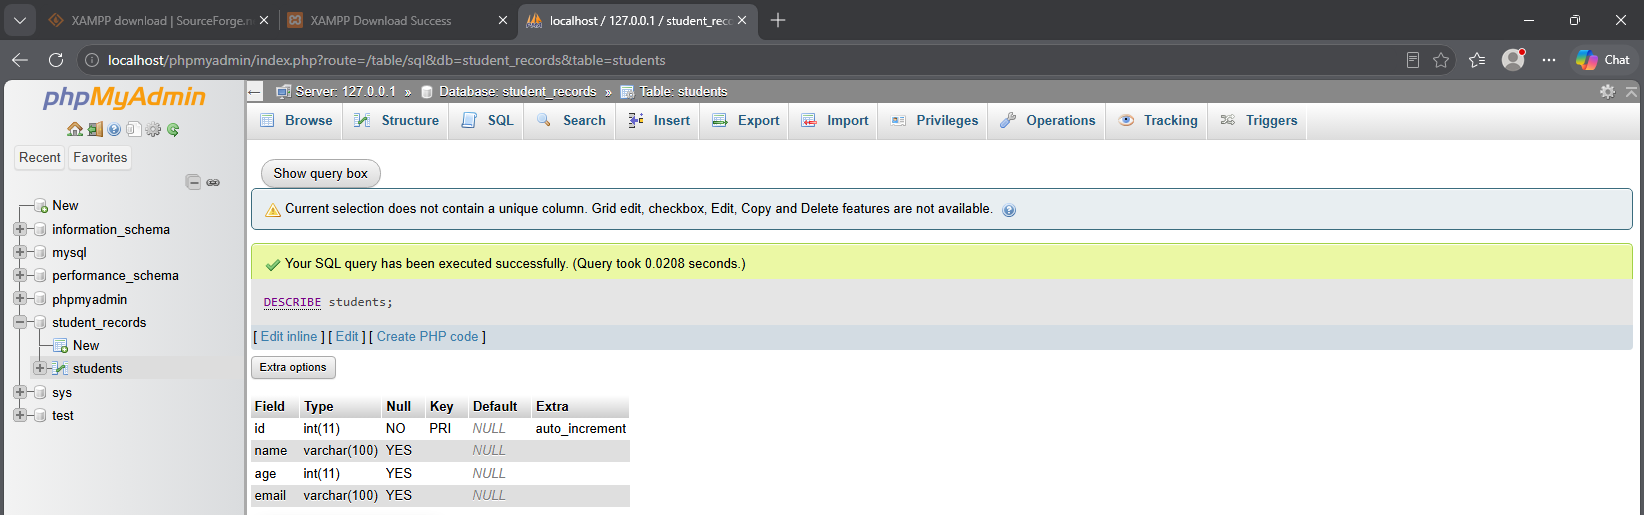 XAMPP download | SourceForge.n
XAMPP Download Success
localhost / 127.0.0.1 / student_reco
localhost/phpmyadmin/index.php?route=/table/sql&db=student_records&table=students
Chat
phpMyAdmin
Recent
Favorites
New
information_schema
mysql
performance_schema
phpmyadmin
student_records
New
students
sys
test
Server: 127.0.0.1 » Database: student_records » Table: students
Browse Structure SQL Search Insert Export Import Privileges Operations Tracking Triggers
Show query box
Current selection does not contain a unique column. Grid edit, checkbox, Edit, Copy and Delete features are not available.
Your SQL query has been executed successfully. (Query took 0.0208 seconds.)
DESCRIBE students;
[ Edit inline ] [ Edit ] [ Create PHP code ]
Extra options
Field Type Null Key Default Extra
id int(11) NO PRI NULL auto_increment
name varchar(100) YES NULL
age int(11) YES NULL
email varchar(100) YES NULL